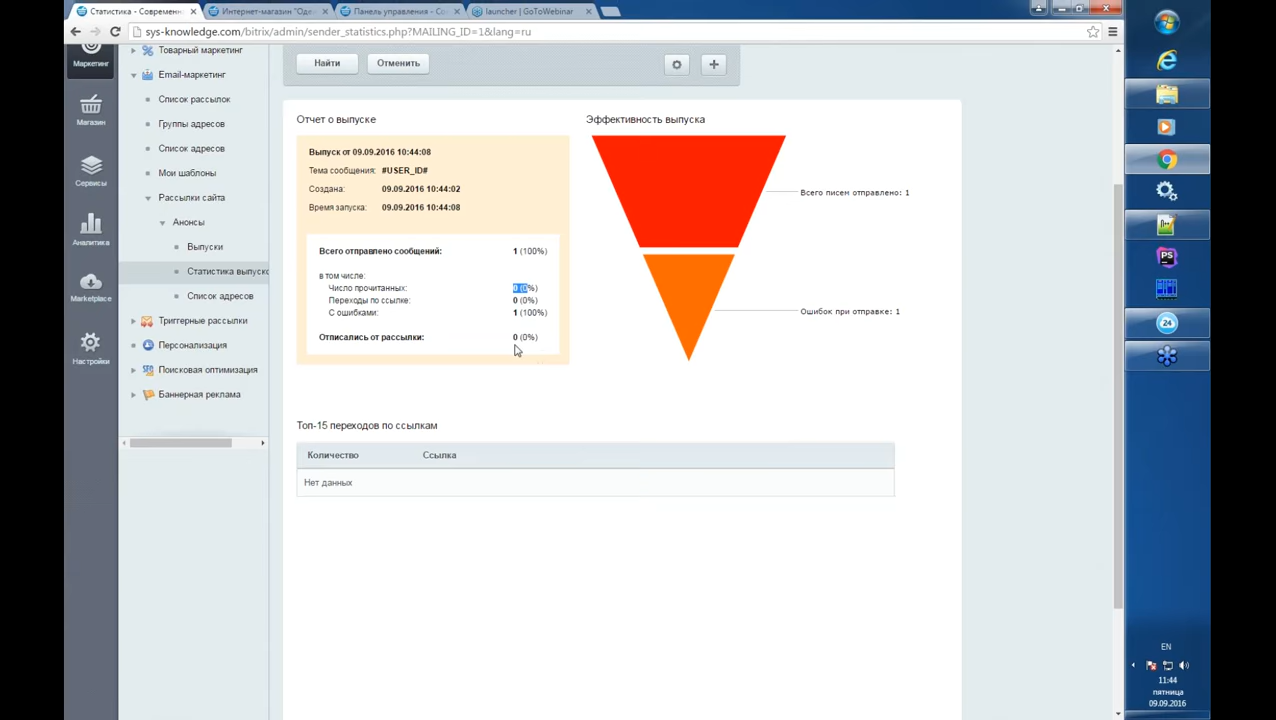 Статистика - Современн
Интернет-магазин "Оде
Панель управления - Со
launcher | GoToWebinar
sys-knowledge.com/bitrix/admin/sender_statistics.php?MAILING_ID=1&lang=ru
Маркетинг
Магазин
Сервисы
Аналитика
Marketplace
Настройки
Товарный маркетинг
Email-маркетинг
Список рассылок
Группы адресов
Список адресов
Мои шаблоны
Рассылки сайта
Анонсы
Выпуски
Статистика выпуско
Список адресов
Триггерные рассылки
Персонализация
Поисковая оптимизация
Баннерная реклама
Найти
Отменить
Отчет о выпуске
Выпуск от 09.09.2016 10:44:08
Тема сообщения: #USER_ID#
Создана: 09.09.2016 10:44:02
Время запуска: 09.09.2016 10:44:08
Всего отправлено сообщений: 1 (100%)
в том числе:
Число прочитанных: 0 (0%)
Переходы по ссылке: 0 (0%)
С ошибками: 1 (100%)
Отписались от рассылки: 0 (0%)
Эффективность выпуска
Всего писем отправлено: 1
Ошибок при отправке: 1
Топ-15 переходов по ссылкам
Количество Ссылка
Нет данных
PS
24
EN
11:44
пятница
09.09.2016